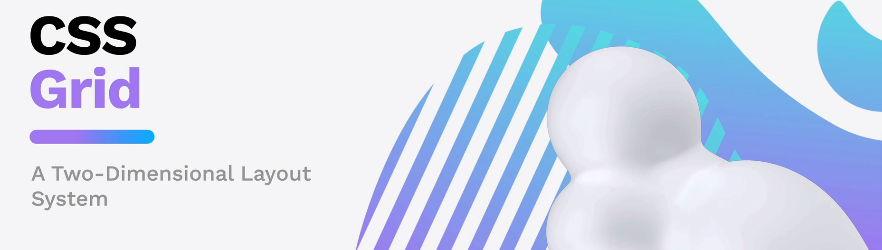 CSS
Grid
A Two-Dimensional Layout
System